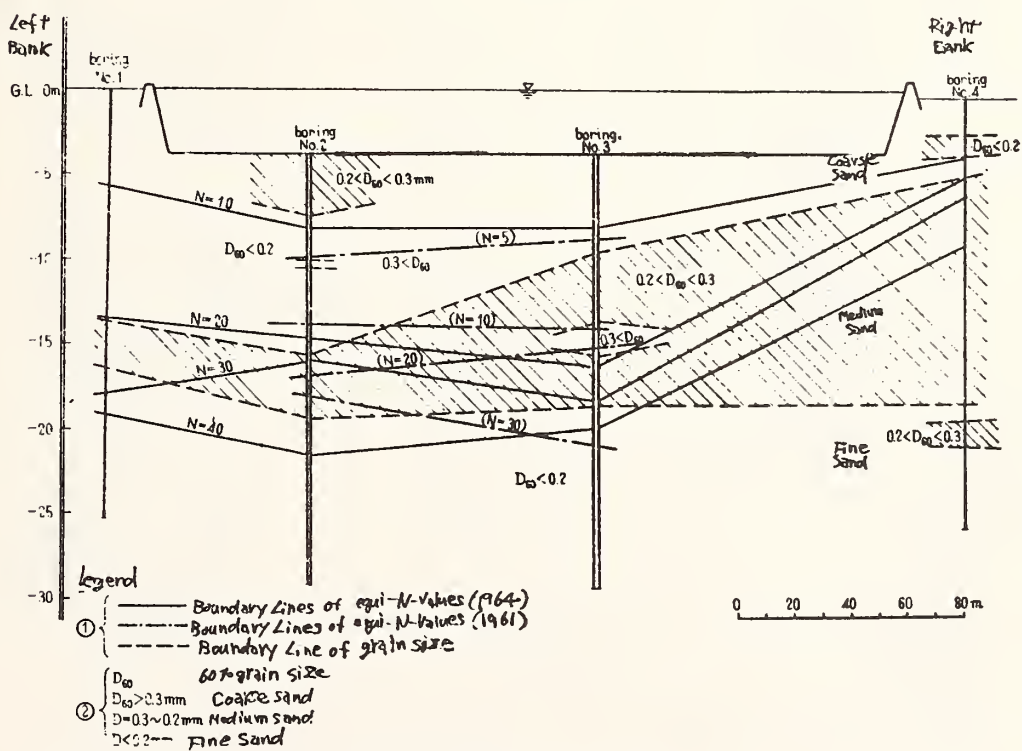 Left
Bank
Right
Bank
boring
No.1
boring
No.4
G.L 0m
boring
No.2
boring.
No.3
Coarse
Sand
D60<0.2
-5
0.2<D60<0.3mm
N=10
(N=5)
D60<0.2
-10
0.3<D60
0.2<D60<0.3
N=20
(N=10)
Medium
Sand
-15
0.3<D60
(N=20)
N=30
N=40
(N=30)
-20
0.2<D60<0.3
Fine
Sand
D60<0.2
-25
-30
0 20 40 60 80m
Legend
① Boundary Lines of equi-N-Values (1964)
Boundary Lines of equi-N-Values (1961)
Boundary Line of grain size
② D60 60% grain size
D60>0.3mm Coarse sand
D=0.3~0.2mm Medium sand
D<0.2mm Fine Sand